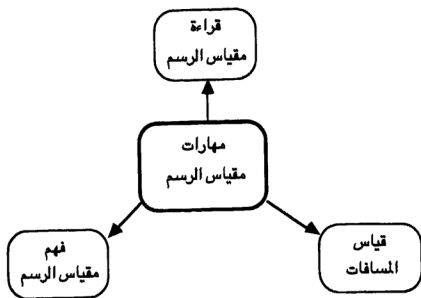 قراءة
مقياس الرسم
مهارات
مقياس الرسم
قياس
المسافات
فهم
مقياس الرسم